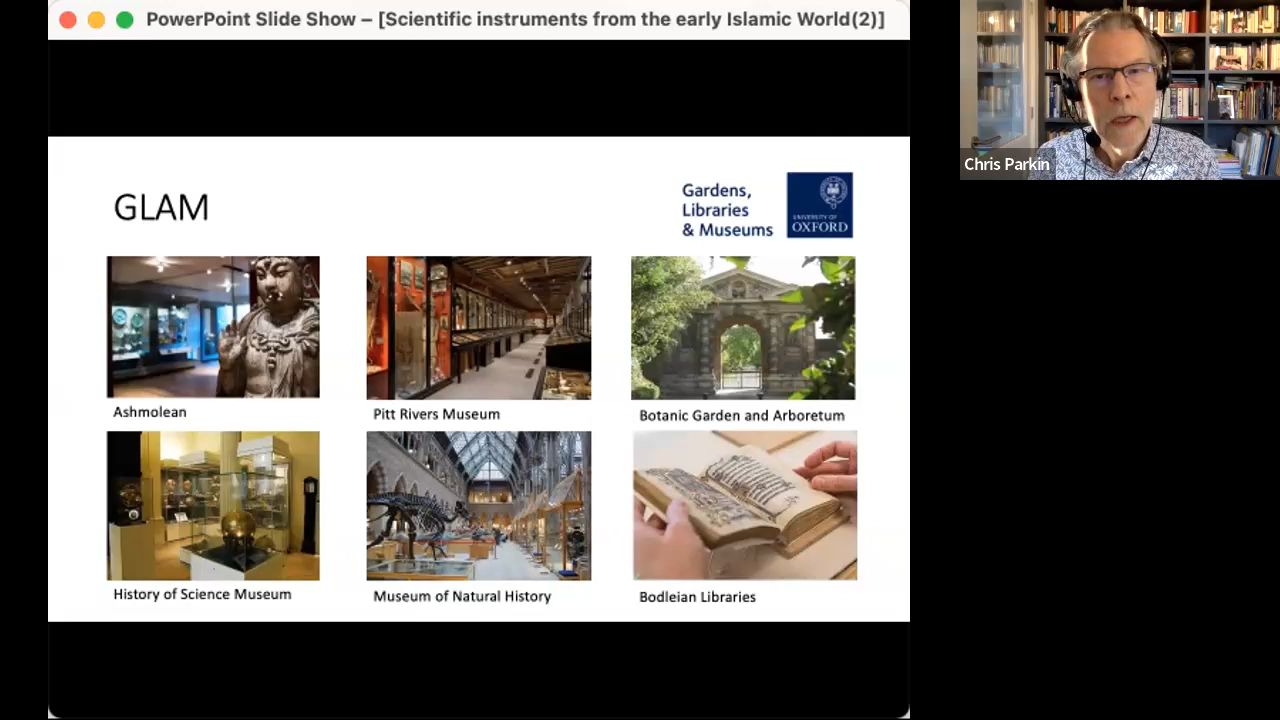 PowerPoint Slide Show – [Scientific instruments from the early Islamic World(2)]
Chris Parkin
GLAM
Gardens,
Libraries
& Museums
UNIVERSITY OF
OXFORD
Ashmolean
Pitt Rivers Museum
Botanic Garden and Arboretum
History of Science Museum
Museum of Natural History
Bodleian Libraries